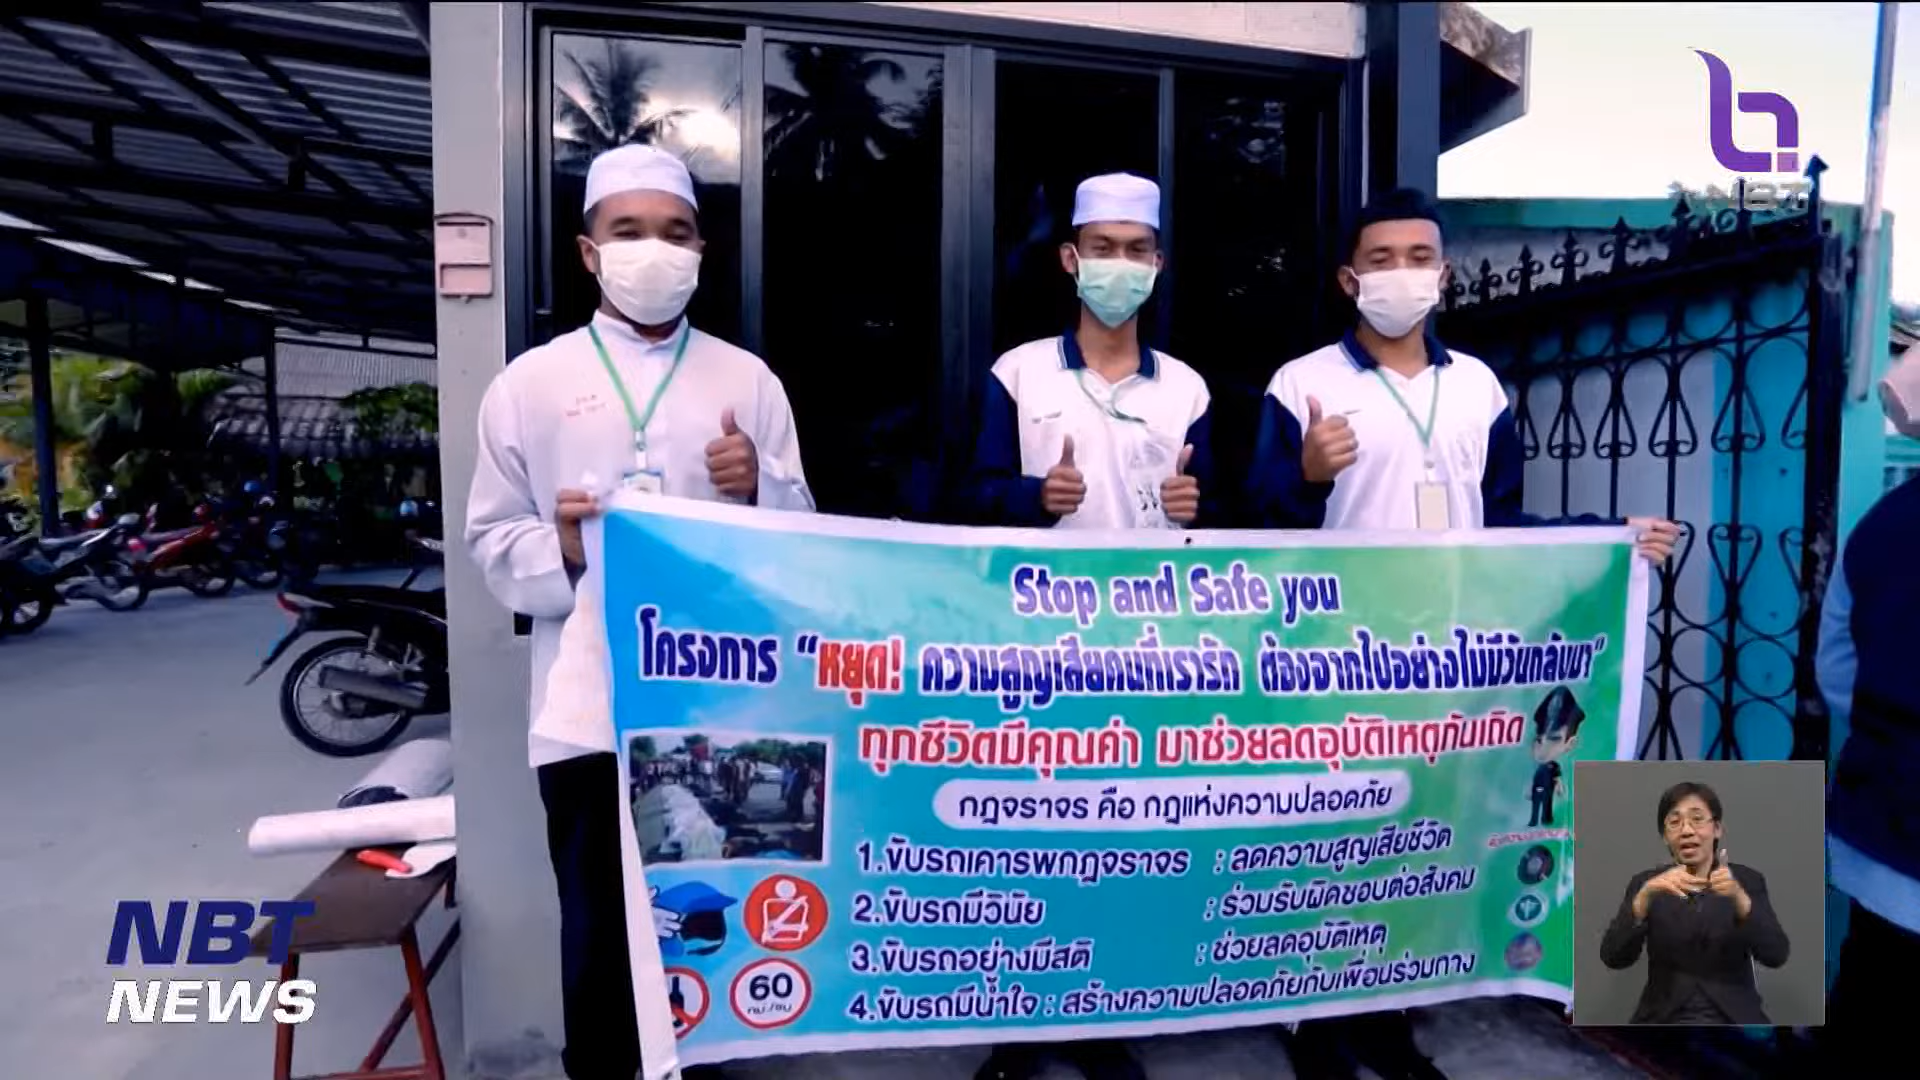 NBT
Stop and Safe you
โครงการ “หยุด! ความสูญเสียคนที่เรารัก ต้องจากไปอย่างไม่มีวันกลับมา”
ทุกชีวิตมีคุณค่า มาช่วยลดอุบัติเหตุกันเถิด
กฎจราจร คือ กฎแห่งความปลอดภัย
1.ขับรถเคารพกฎจราจร : ลดความสูญเสียชีวิต
2.ขับรถมีวินัย : ร่วมรับผิดชอบต่อสังคม
3.ขับรถอย่างมีสติ : ช่วยลดอุบัติเหตุ
4.ขับรถมีน้ำใจ : สร้างความปลอดภัยกับเพื่อนร่วมทาง
60
กม./ชม
NBT
NEWS